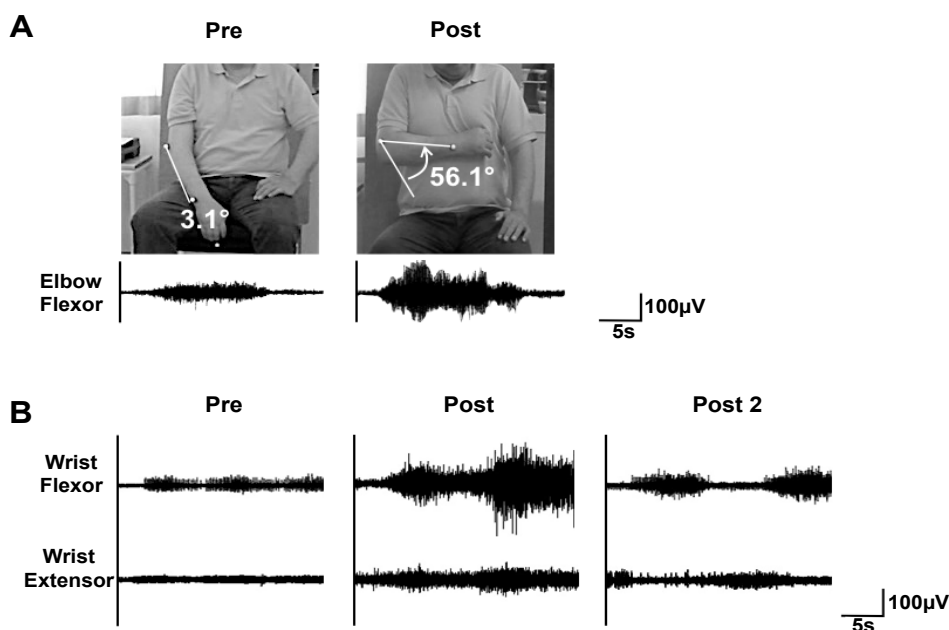 A
Pre
Post
3.1°
56.1°
Elbow
Flexor
100µV
5s
B
Pre
Post
Post 2
Wrist
Flexor
Wrist
Extensor
100µV
5s